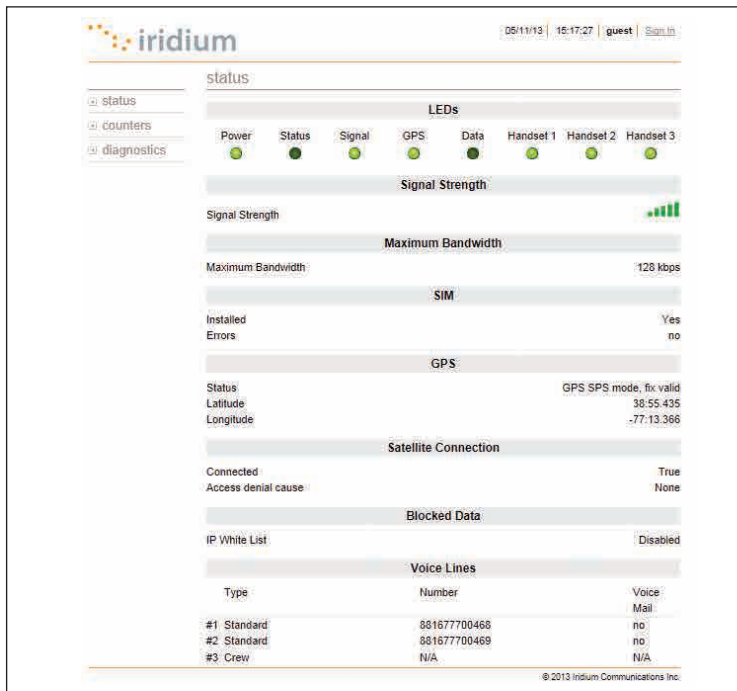 iridium
05/11/13 | 15:17:27 | guest | Sign In
status
status
counters
diagnostics
LEDs
Power Status Signal GPS Data Handset 1 Handset 2 Handset 3
Signal Strength
Signal Strength
Maximum Bandwidth
Maximum Bandwidth 128 kbps
SIM
Installed Yes
Errors no
GPS
Status GPS SPS mode, fix valid
Latitude 38:55.435
Longitude -77:13.366
Satellite Connection
Connected True
Access denial cause None
Blocked Data
IP White List Disabled
Voice Lines
Type Number Voice
Mail
#1 Standard 881677700468 no
#2 Standard 881677700469 no
#3 Crew N/A N/A
© 2013 Iridium Communications Inc.